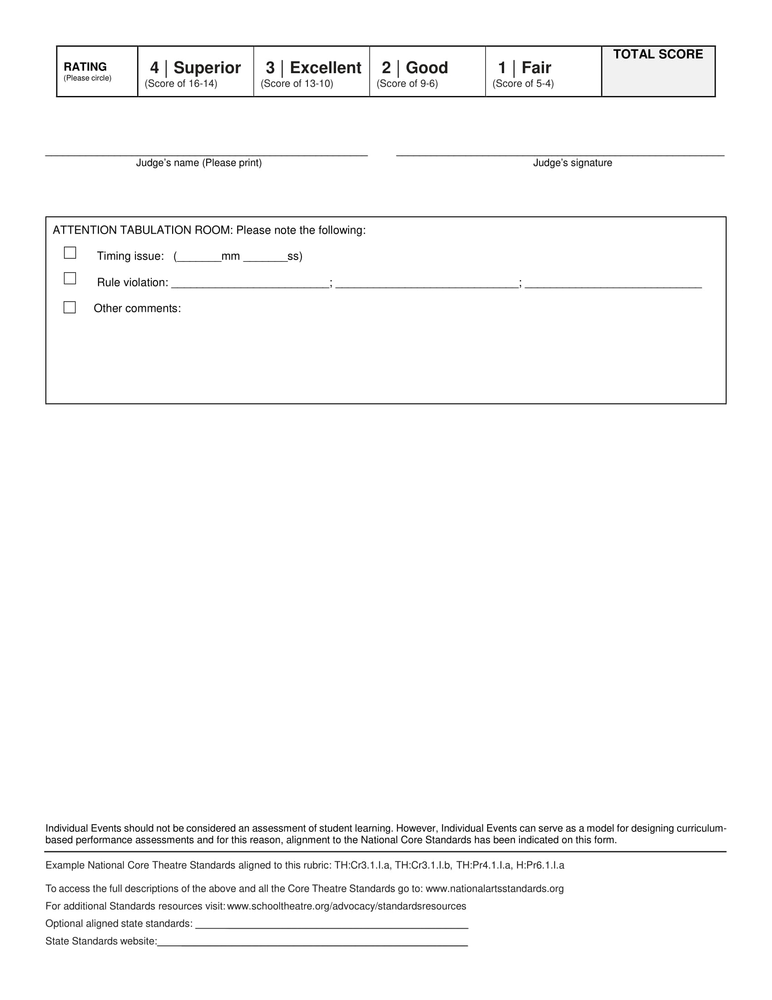 RATING
(Please circle)
4 | Superior
(Score of 16-14)
3 | Excellent
(Score of 13-10)
2 | Good
(Score of 9-6)
1 | Fair
(Score of 5-4)
TOTAL SCORE
Judge’s name (Please print)
Judge’s signature
ATTENTION TABULATION ROOM: Please note the following:
Timing issue: (_______mm _______ss)
Rule violation: _________________________; _____________________________; ____________________________
Other comments:
Individual Events should not be considered an assessment of student learning. However, Individual Events can serve as a model for designing curriculum-
based performance assessments and for this reason, alignment to the National Core Standards has been indicated on this form.
Example National Core Theatre Standards aligned to this rubric: TH:Cr3.1.I.a, TH:Cr3.1.I.b, TH:Pr4.1.I.a, H:Pr6.1.I.a
To access the full descriptions of the above and all the Core Theatre Standards go to: www.nationalartsstandards.org
For additional Standards resources visit: www.schooltheatre.org/advocacy/standardsresources
Optional aligned state standards: ______________________________
State Standards website:______________________________